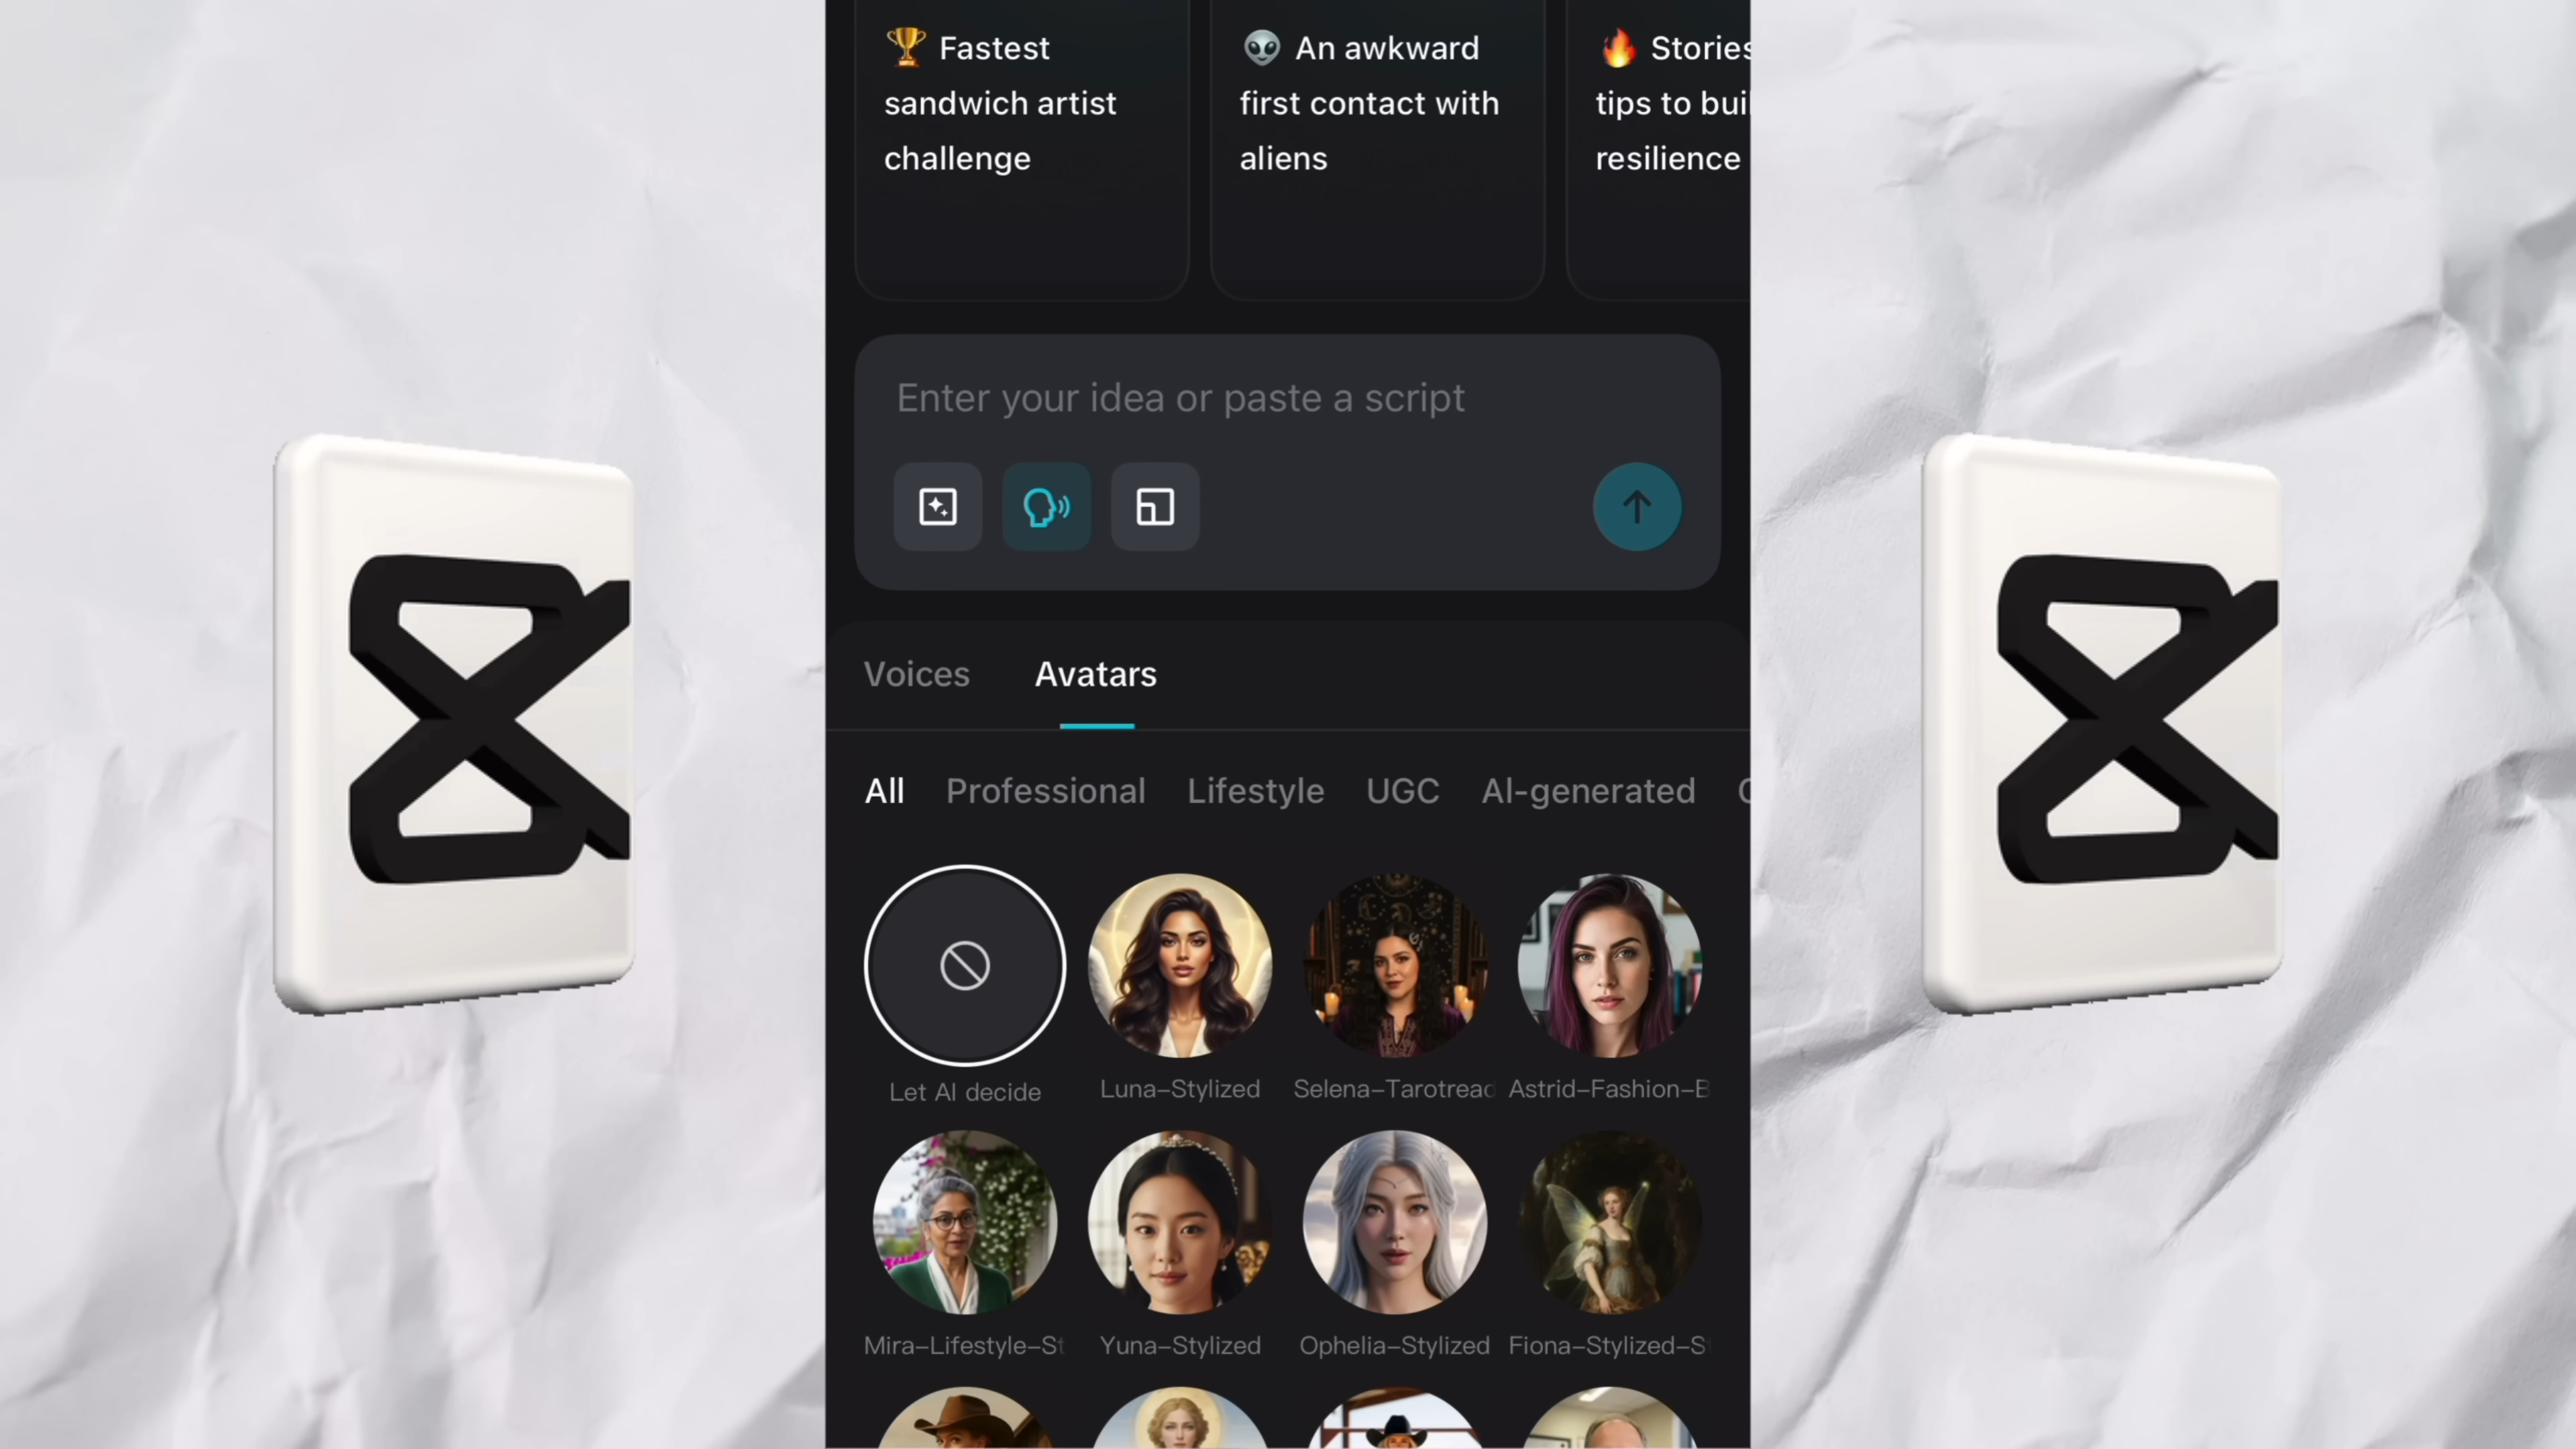 🏆 Fastest
sandwich artist
challenge
👽 An awkward
first contact with
aliens
🔥 Stories
tips to bui
resilience
Enter your idea or paste a script
Voices Avatars
All Professional Lifestyle UGC AI-generated
Let AI decide Luna–Stylized Selena–Tarotread Astrid–Fashion–B
Mira–Lifestyle–St Yuna–Stylized Ophelia–Stylized Fiona–Stylized–S